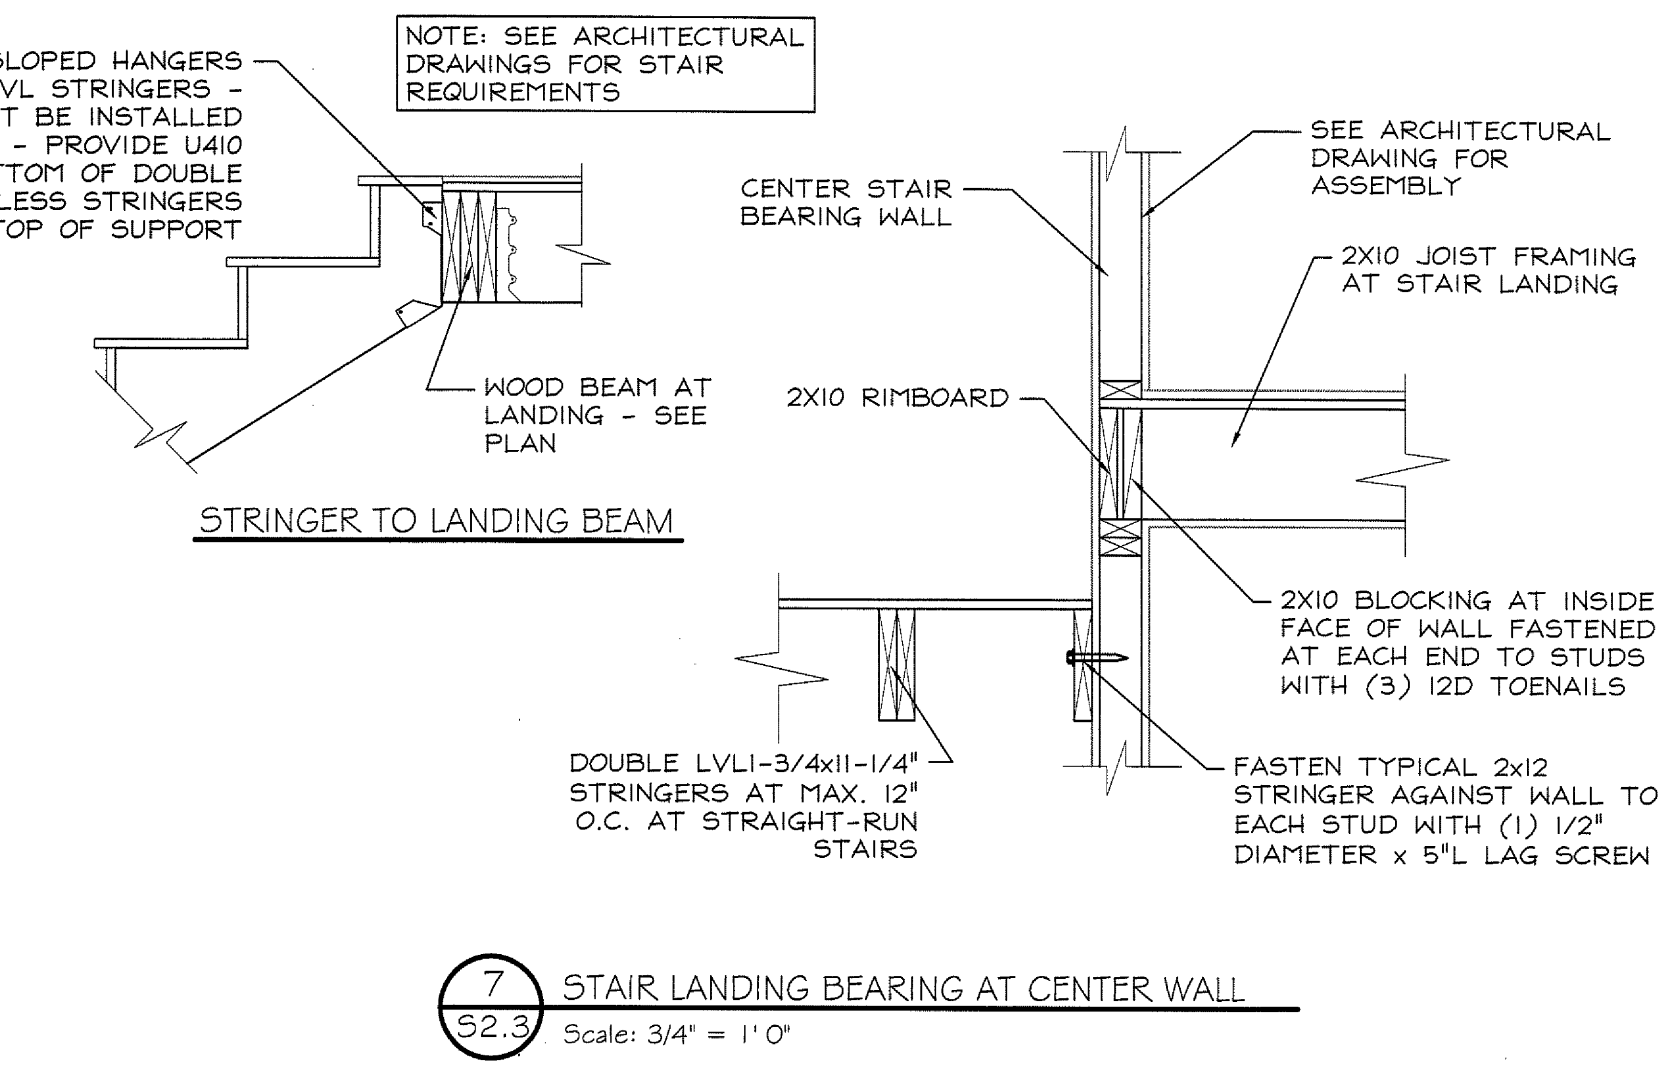 SLOPED HANGERS
VL STRINGERS -
T BE INSTALLED
- PROVIDE U410
TTOM OF DOUBLE
LESS STRINGERS
TOP OF SUPPORT
NOTE: SEE ARCHITECTURAL
DRAWINGS FOR STAIR
REQUIREMENTS
WOOD BEAM AT
LANDING - SEE
PLAN
STRINGER TO LANDING BEAM
CENTER STAIR
BEARING WALL
SEE ARCHITECTURAL
DRAWING FOR
ASSEMBLY
2X10 JOIST FRAMING
AT STAIR LANDING
2X10 RIMBOARD
2X10 BLOCKING AT INSIDE
FACE OF WALL FASTENED
AT EACH END TO STUDS
WITH (3) 12D TOENAILS
DOUBLE LVL1-3/4x11-1/4"
STRINGERS AT MAX. 12"
O.C. AT STRAIGHT-RUN
STAIRS
FASTEN TYPICAL 2x12
STRINGER AGAINST WALL TO
EACH STUD WITH (1) 1/2"
DIAMETER x 5"L LAG SCREW
7
S2.3
STAIR LANDING BEARING AT CENTER WALL
Scale: 3/4" = 1'0"